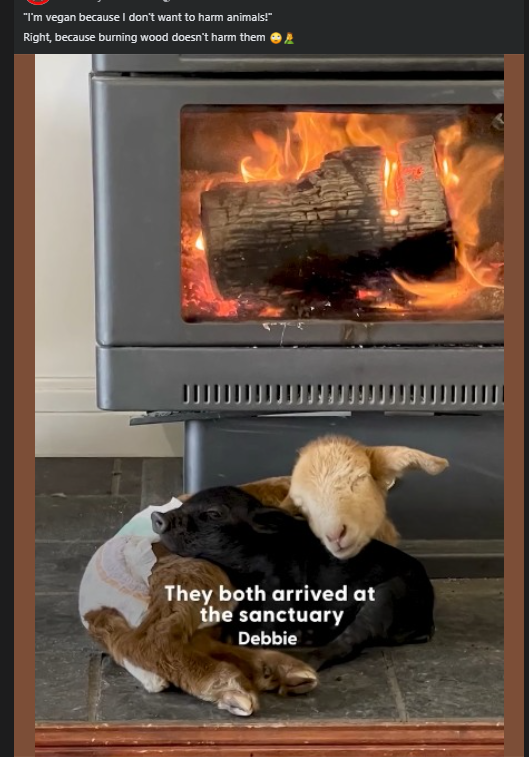 "I'm vegan because I don't want to harm animals!"
Right, because burning wood doesn't harm them 🙄🤦‍♂️
They both arrived at
the sanctuary
Debbie